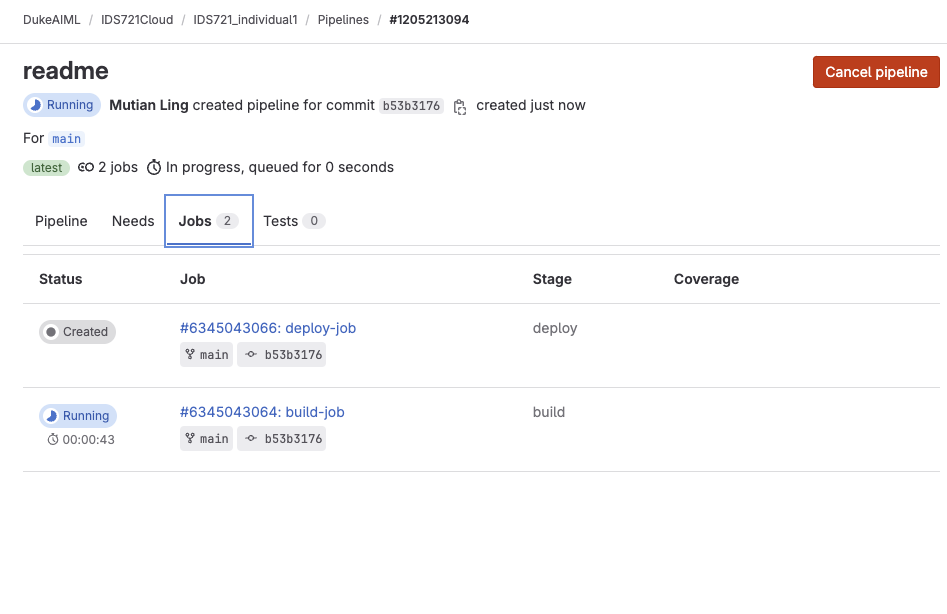 DukeAIML / IDS721Cloud / IDS721_individual1 / Pipelines / #1205213094
readme
Cancel pipeline
Running Mutian Ling created pipeline for commit b53b3176 created just now
For main
latest 2 jobs In progress, queued for 0 seconds
Pipeline Needs Jobs 2 Tests 0
Status Job Stage Coverage
Created #6345043066: deploy-job deploy
main b53b3176
Running #6345043064: build-job build
00:00:43 main b53b3176